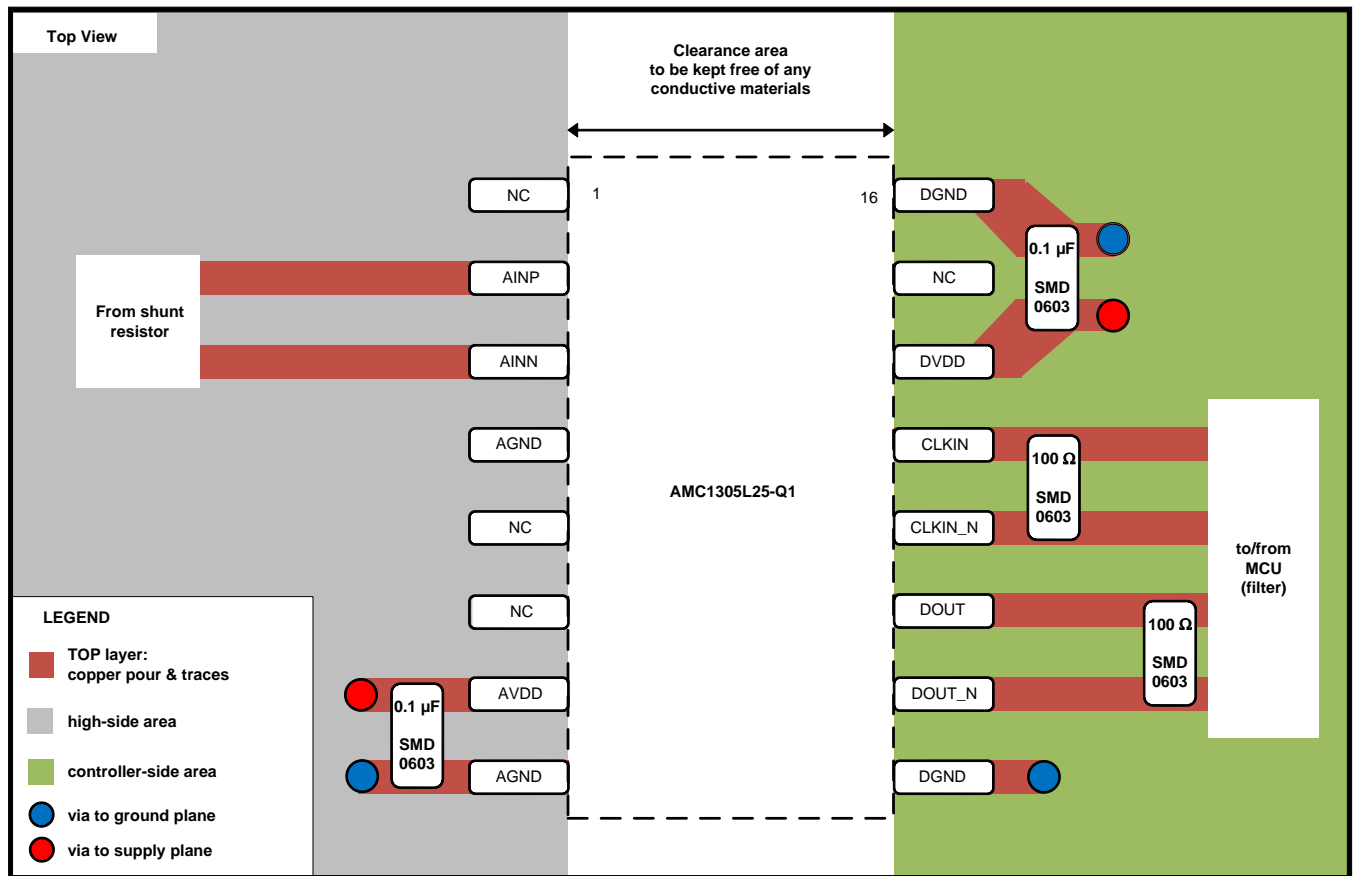 Top View
Clearance area
to be kept free of any
conductive materials
NC
1
16
DGND
AINP
NC
0.1 µF
SMD
0603
From shunt
resistor
AINN
DVDD
AGND
CLKIN
100 Ω
SMD
0603
AMC1305L25-Q1
NC
CLKIN_N
to/from
MCU
(filter)
NC
DOUT
100 Ω
SMD
0603
AVDD
DOUT_N
0.1 µF
SMD
0603
AGND
DGND
LEGEND
TOP layer:
copper pour & traces
high-side area
controller-side area
via to ground plane
via to supply plane